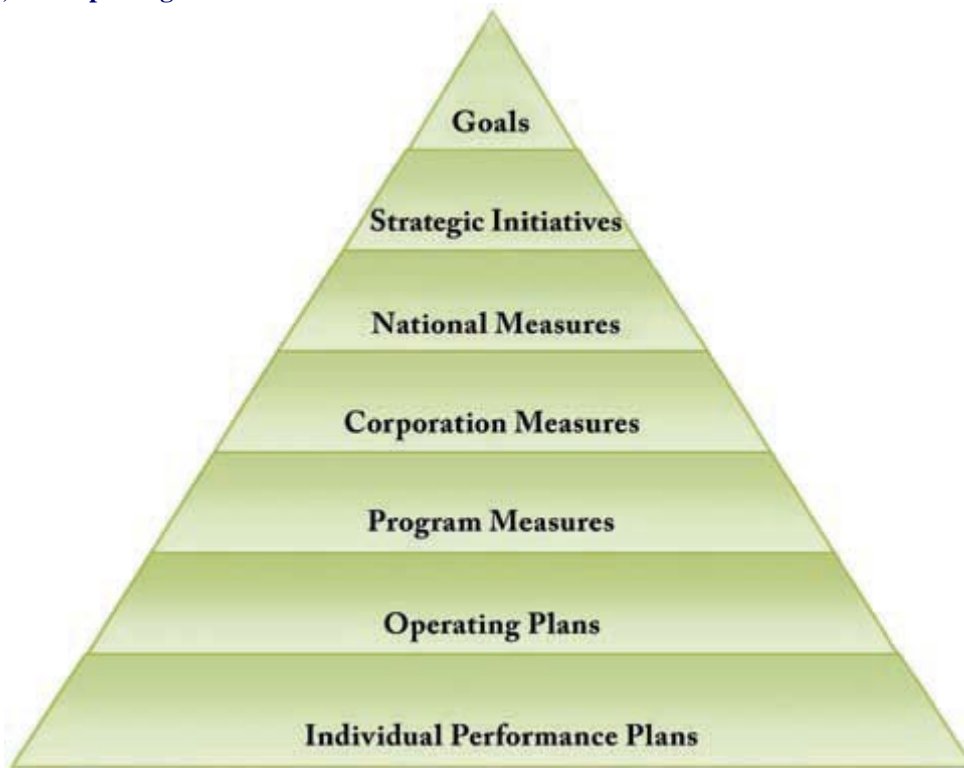 Goals
Strategic Initiatives
National Measures
Corporation Measures
Program Measures
Operating Plans
Individual Performance Plans